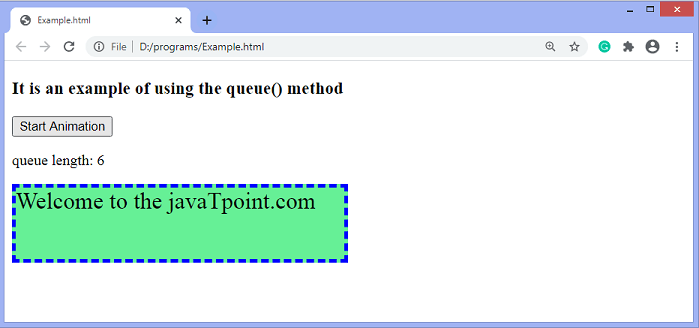 Example.html
File D:/programs/Example.html
It is an example of using the queue() method
Start Animation
queue length: 6
Welcome to the javaTpoint.com